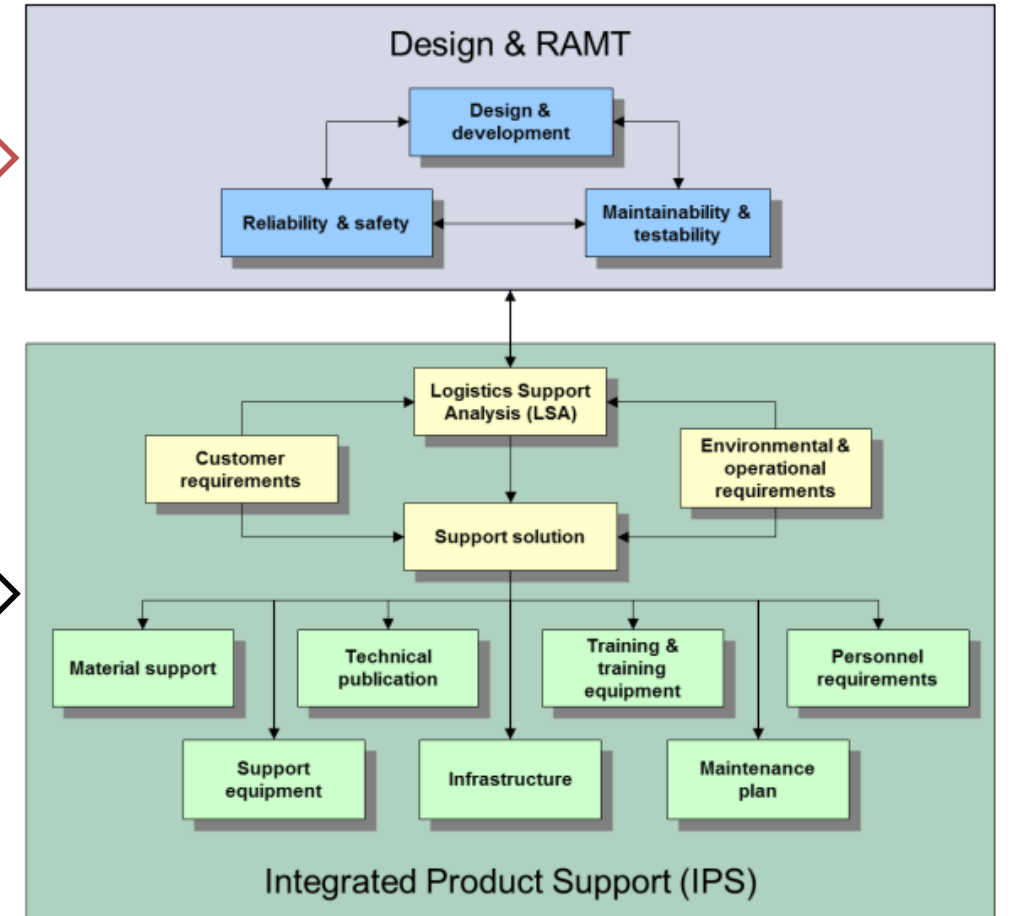 Design & RAMT
Design &
development
Reliability & safety
Maintainability &
testability
Logistics Support
Analysis (LSA)
Customer
requirements
Environmental &
operational
requirements
Support solution
Material support
Technical
publication
Training &
training
equipment
Personnel
requirements
Support
equipment
Infrastructure
Maintenance
plan
Integrated Product Support (IPS)